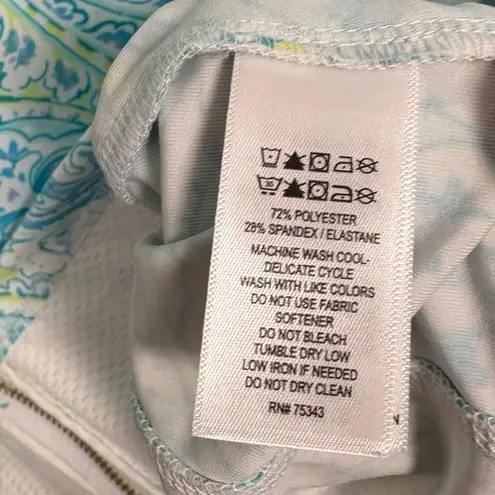 30
72% POLYESTER
28% SPANDEX / ELASTANE
MACHINE WASH COOL-
DELICATE CYCLE
WASH WITH LIKE COLORS
DO NOT USE FABRIC
SOFTENER
DO NOT BLEACH
TUMBLE DRY LOW
LOW IRON IF NEEDED
DO NOT DRY CLEAN
RN# 75343
N